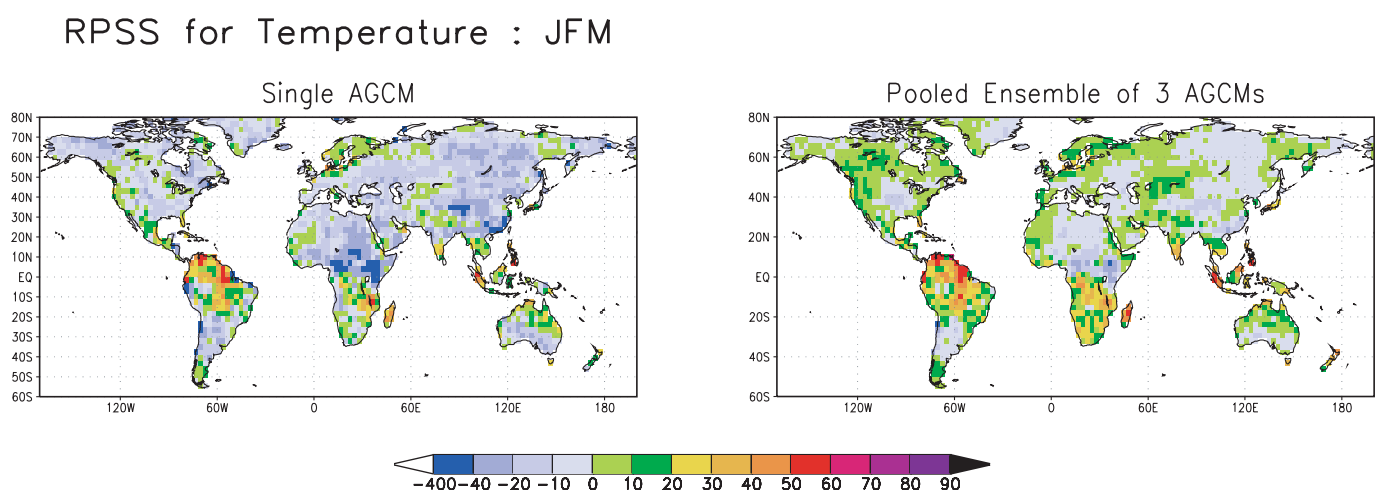 RPSS for Temperature : JFM
Single AGCM
80N
70N
60N
50N
40N
30N
20N
10N
EQ
10S
20S
30S
40S
50S
60S
120W 60W 0 60E 120E 180
Pooled Ensemble of 3 AGCMs
80N
60N
40N
20N
EQ
20S
40S
60S
120W 60W 0 60E 120E 180
-400 -40 -20 -10 0 10 20 30 40 50 60 70 80 90